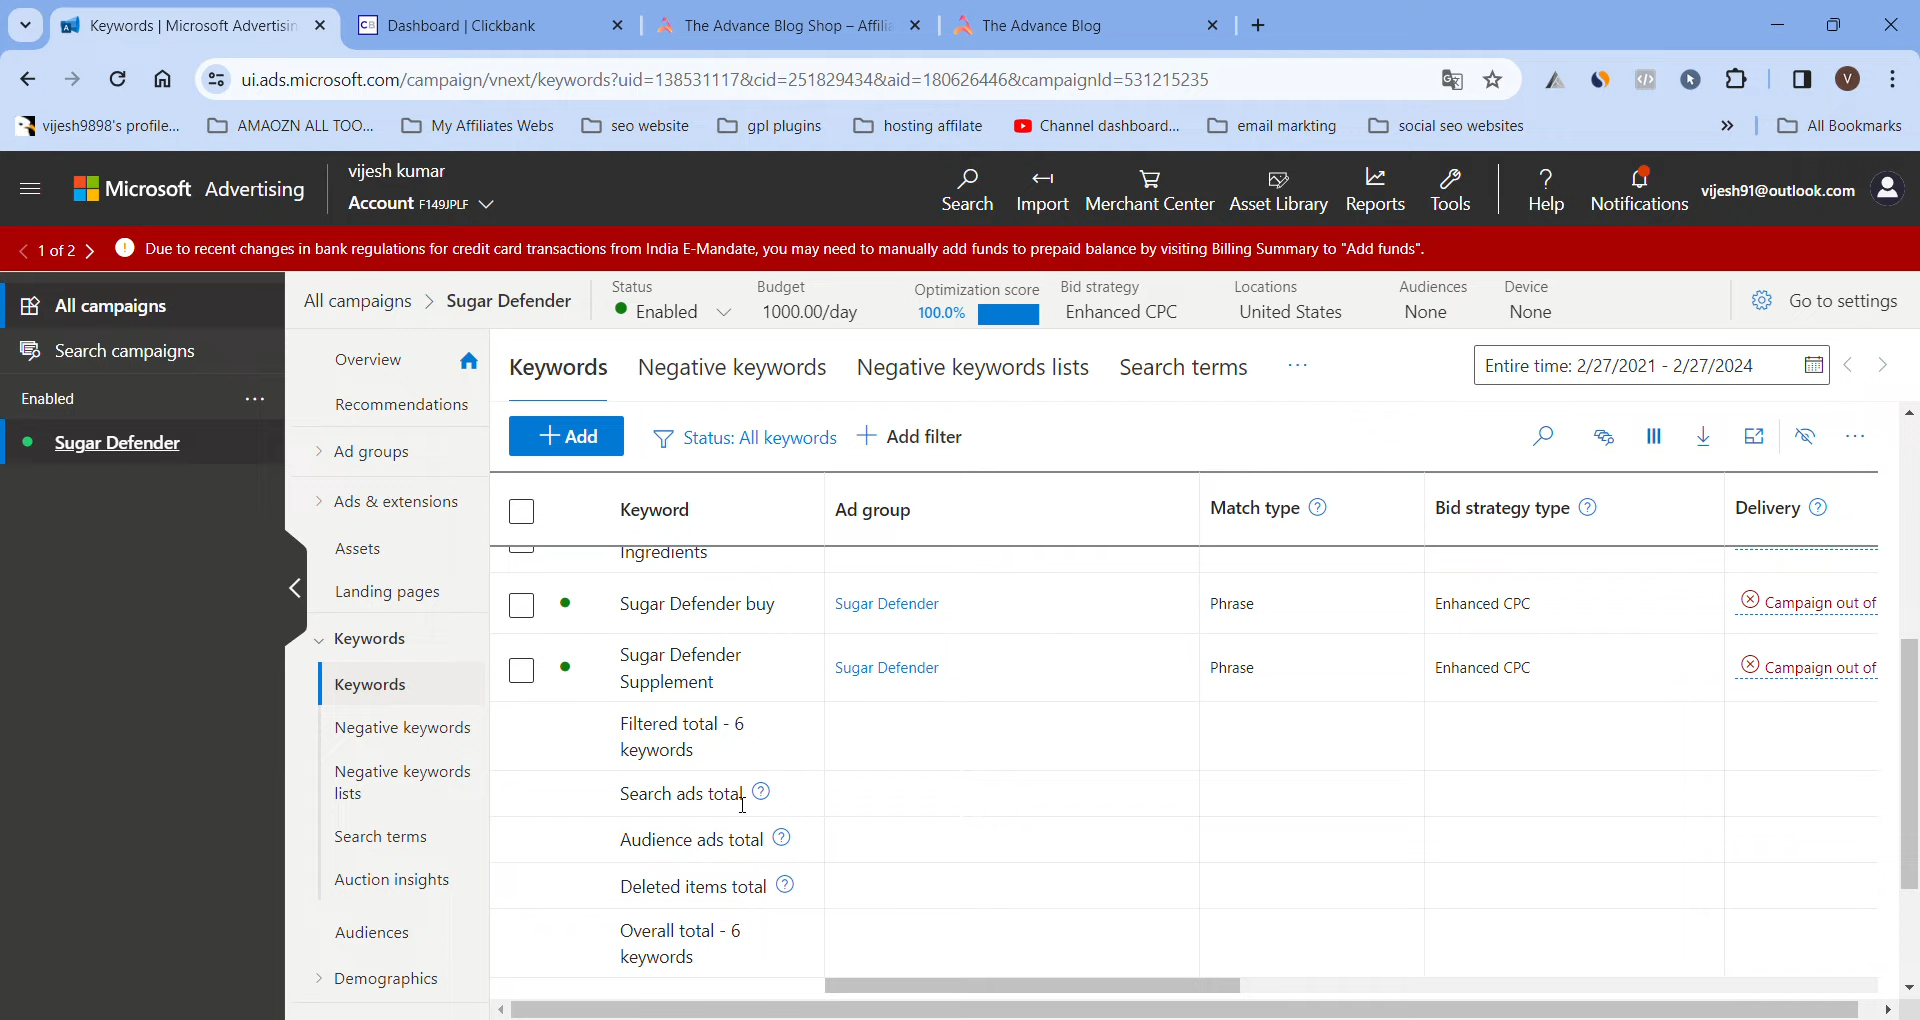 Keywords | Microsoft Advertisin
Dashboard | Clickbank
The Advance Blog Shop – Affilia
The Advance Blog
ui.ads.microsoft.com/campaign/vnext/keywords?uid=138531117&cid=251829434&aid=180626446&campaignId=531215235
V
vijesh9898's profile...
AMAOZN ALL TOO...
My Affiliates Webs
seo website
gpl plugins
hosting affilate
Channel dashboard...
email markting
social seo websites
All Bookmarks
Microsoft Advertising
vijesh kumar
Account F149JPLF
Search
Import
Merchant Center
Asset Library
Reports
Tools
Help
Notifications
vijesh91@outlook.com
1 of 2
Due to recent changes in bank regulations for credit card transactions from India E-Mandate, you may need to manually add funds to prepaid balance by visiting Billing Summary to "Add funds".
All campaigns
Search campaigns
Enabled
Sugar Defender
All campaigns > Sugar Defender
Status
Enabled
Budget
1000.00/day
Optimization score
100.0%
Bid strategy
Enhanced CPC
Locations
United States
Audiences
None
Device
None
Go to settings
Overview
Recommendations
Ad groups
Ads & extensions
Assets
Landing pages
Keywords
Keywords
Negative keywords
Negative keywords
lists
Search terms
Auction insights
Audiences
Demographics
Keywords
Negative keywords
Negative keywords lists
Search terms
Entire time: 2/27/2021 - 2/27/2024
+ Add
Status: All keywords
+ Add filter
Keyword
Ad group
Match type
Bid strategy type
Delivery
Ingredients
Sugar Defender buy
Sugar Defender
Phrase
Enhanced CPC
Campaign out of
Sugar Defender
Supplement
Sugar Defender
Phrase
Enhanced CPC
Campaign out of
Filtered total - 6
keywords
Search ads total
Audience ads total
Deleted items total
Overall total - 6
keywords